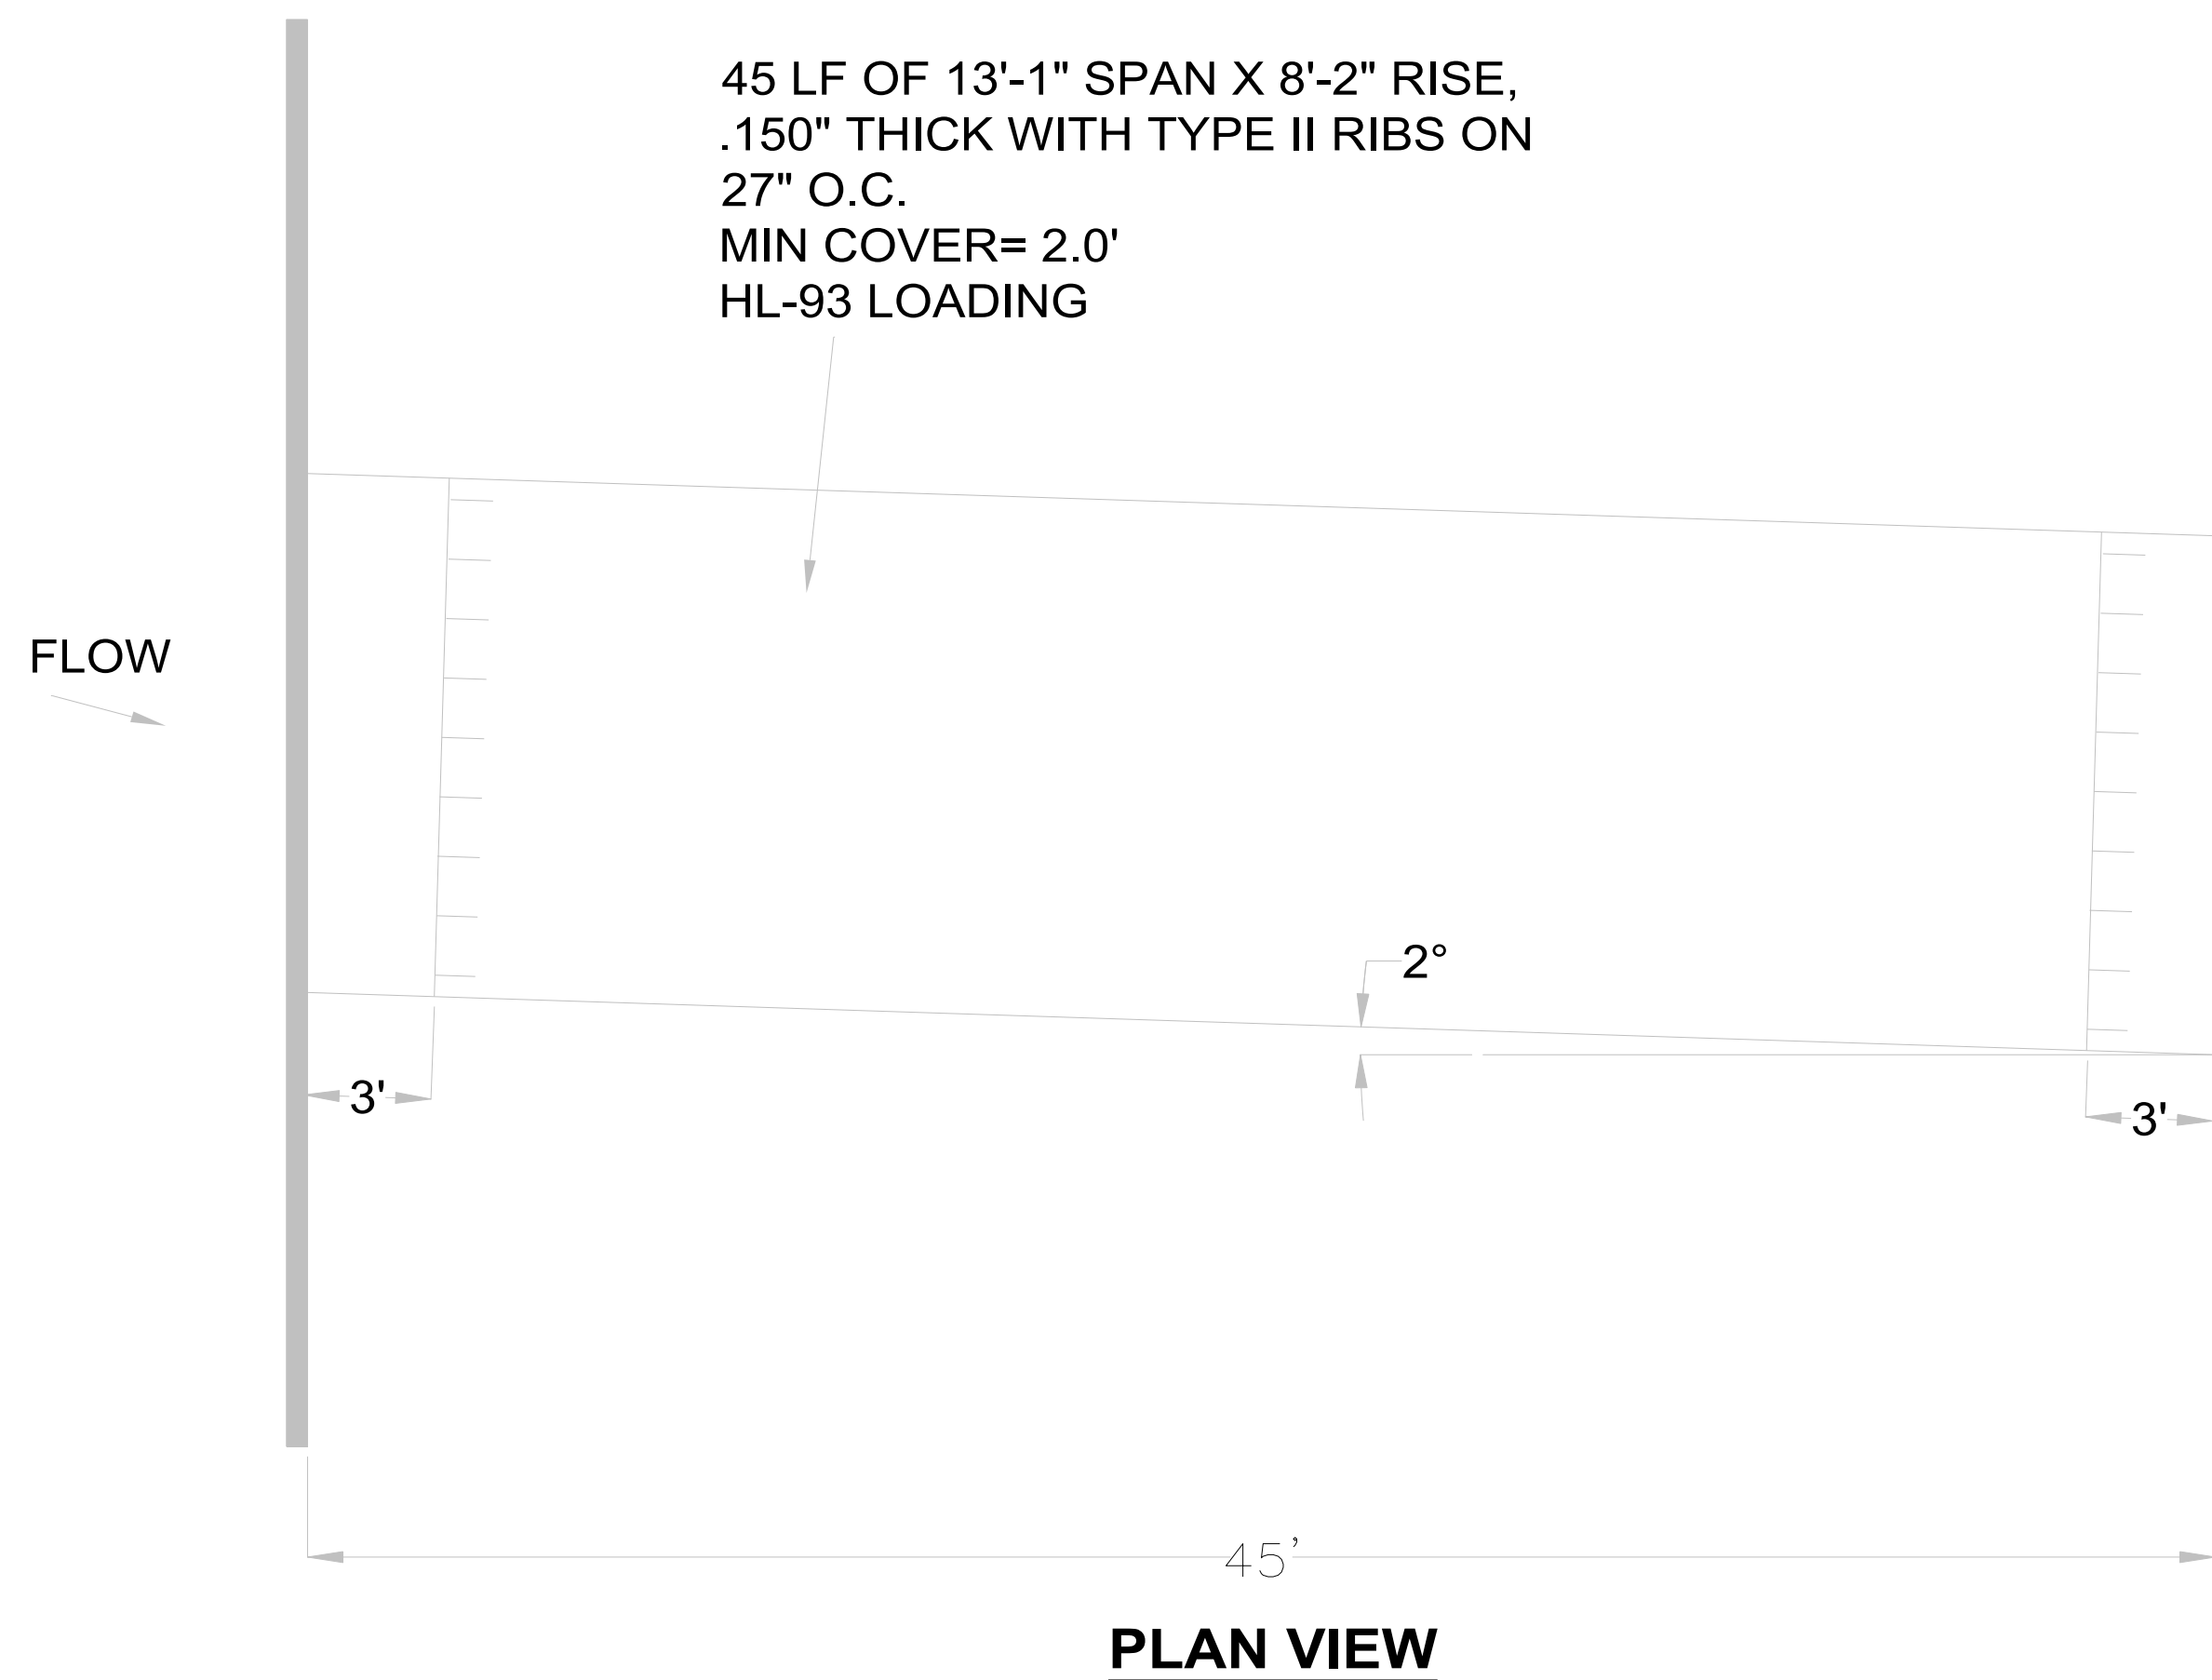 45 LF OF 13'-1" SPAN X 8'-2" RISE,
.150" THICK WITH TYPE II RIBS ON
27" O.C.
MIN COVER= 2.0'
HL-93 LOADING
FLOW
2°
3'
3'
45'
PLAN VIEW